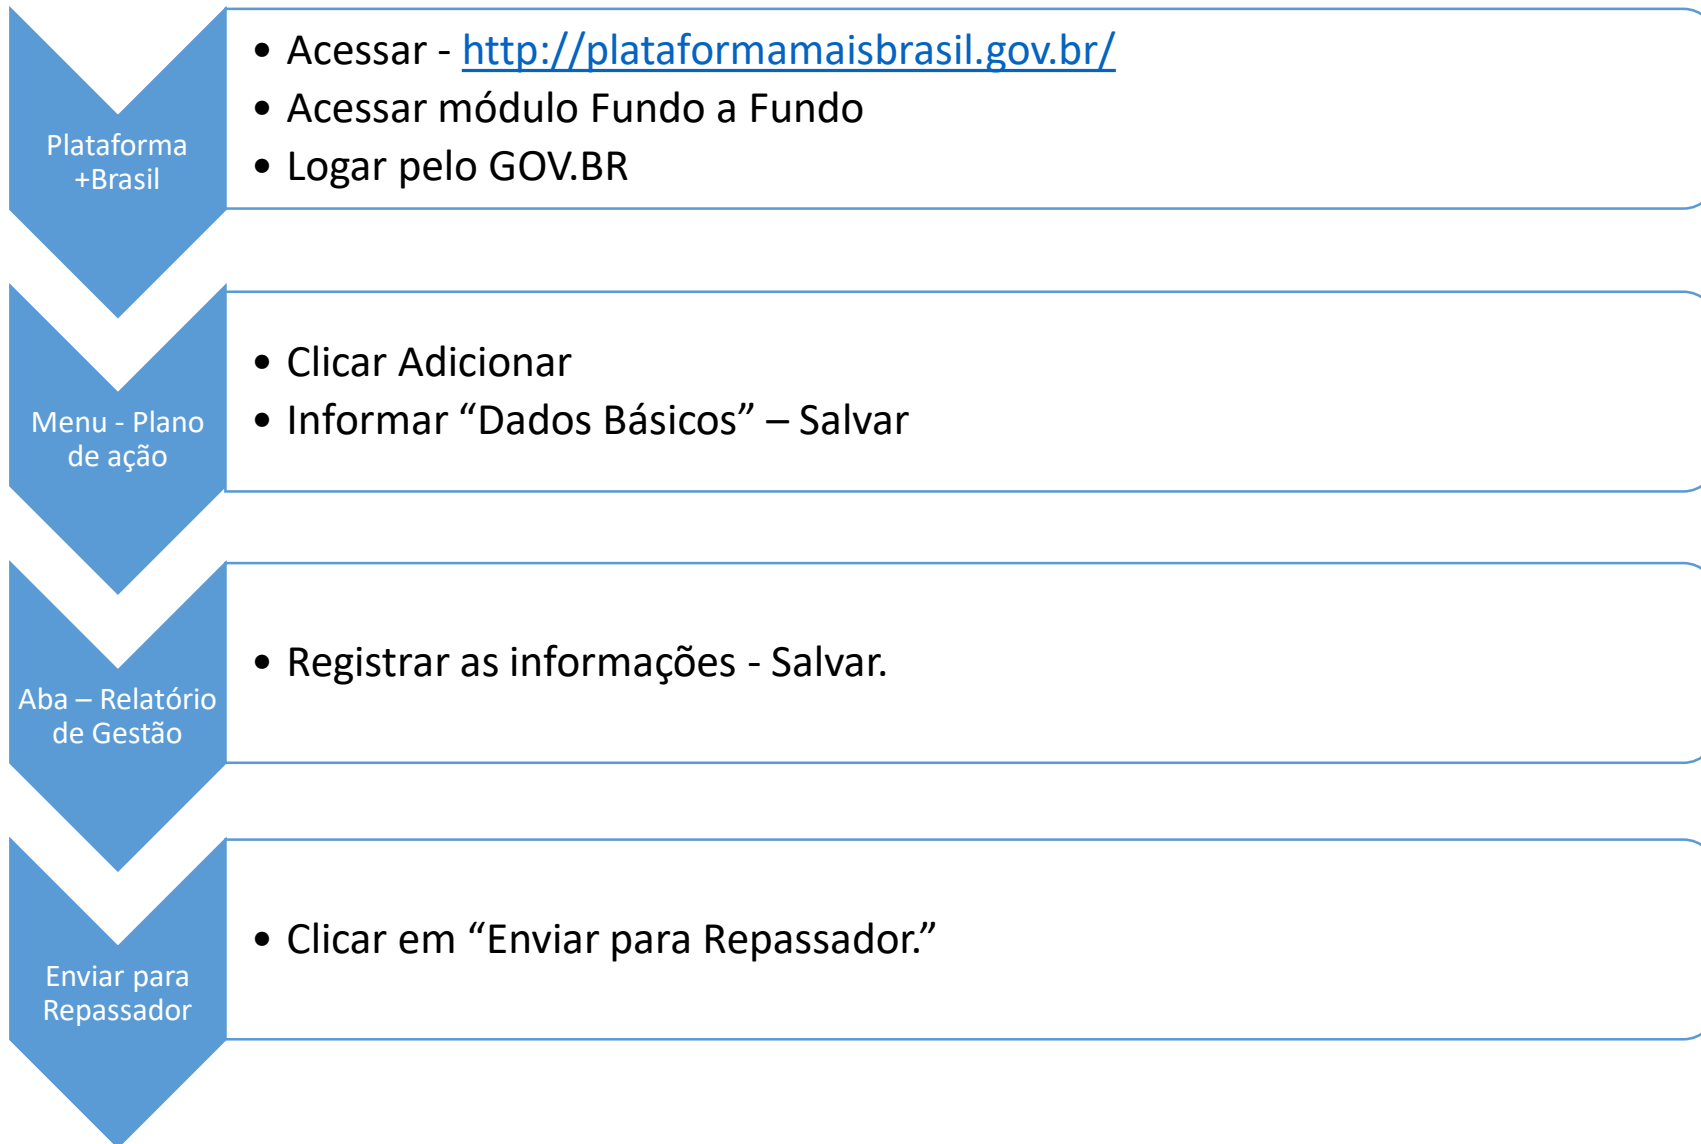 Plataforma
+Brasil
• Acessar - http://plataformamaisbrasil.gov.br/
• Acessar módulo Fundo a Fundo
• Logar pelo GOV.BR
Menu - Plano
de ação
• Clicar Adicionar
• Informar “Dados Básicos” – Salvar
Aba – Relatório
de Gestão
• Registrar as informações - Salvar.
Enviar para
Repassador
• Clicar em “Enviar para Repassador.”